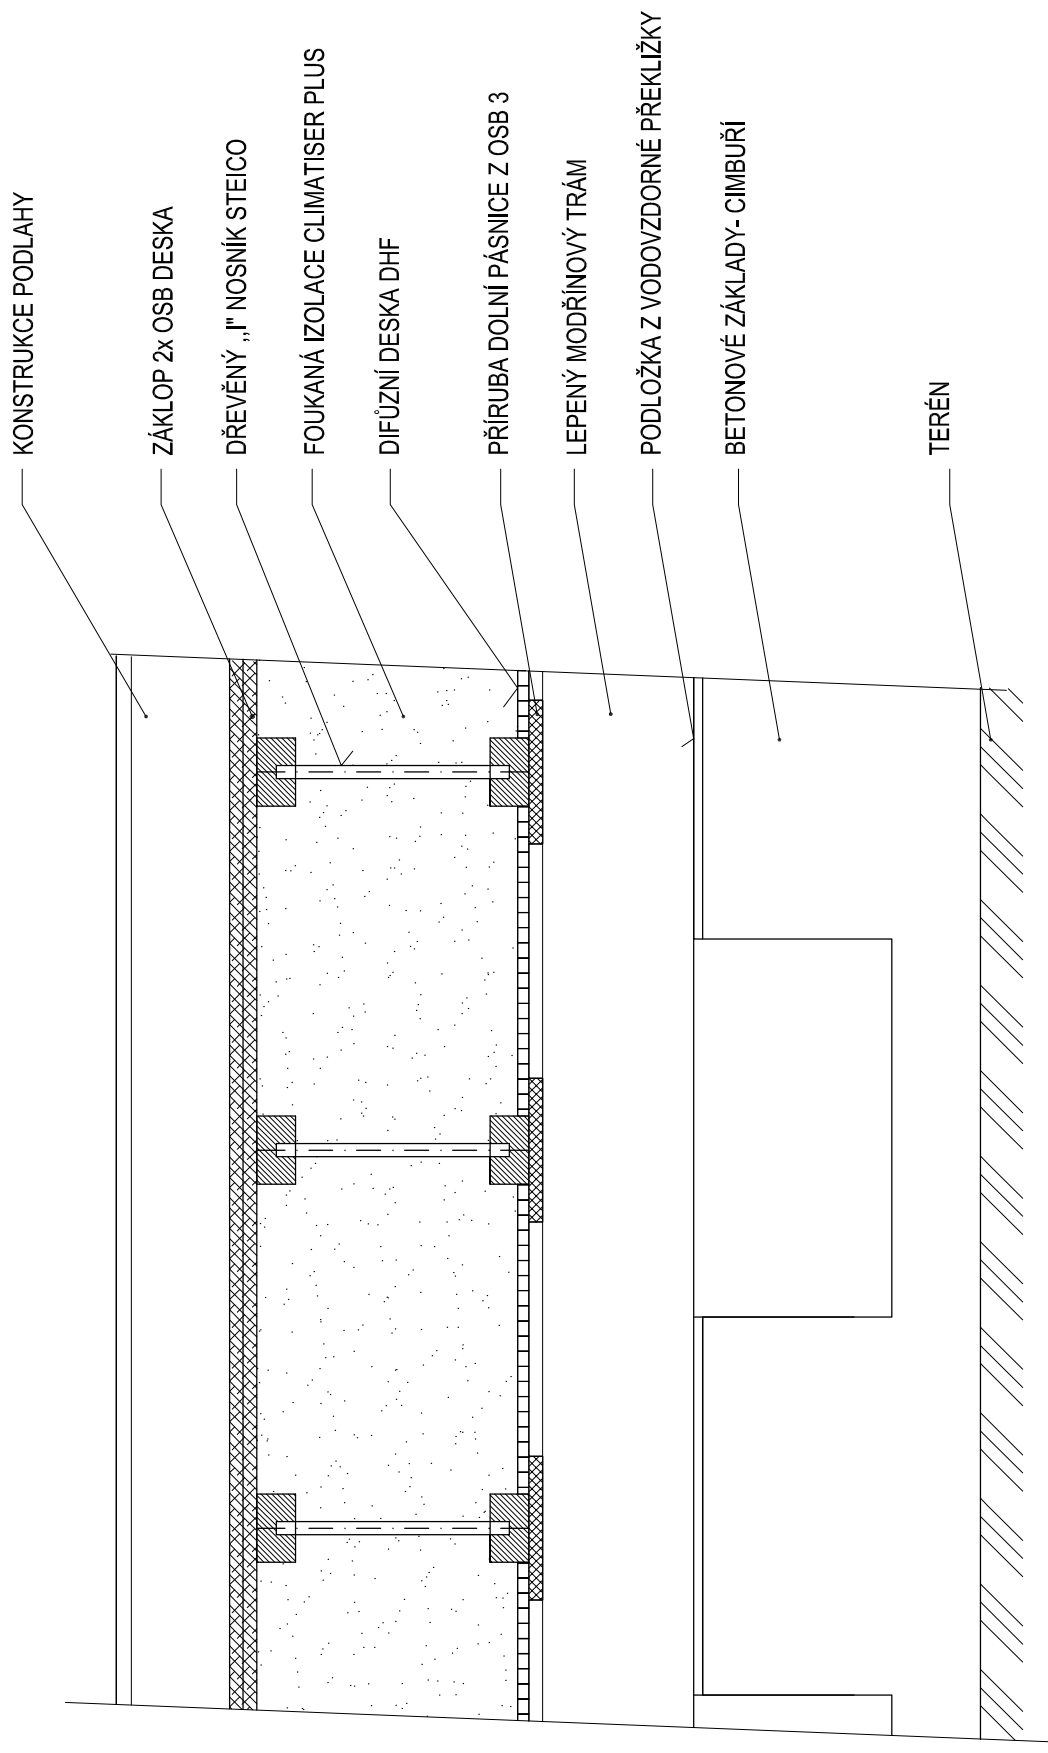 KONSTRUKCE PODLAHY
ZÁKLOP 2x OSB DESKA
DŘEVĚNÝ ,,I" NOSNÍK STEICO
FOUKANÁ IZOLACE CLIMATISER PLUS
DIFŮZNÍ DESKA DHF
PŘÍRUBA DOLNÍ PÁSNICE Z OSB 3
LEPENÝ MODŘÍNOVÝ TRÁM
PODLOŽKA Z VODOVZDORNÉ PŘEKLIŽKY
BETONOVÉ ZÁKLADY- CIMBUŘÍ
TERÉN